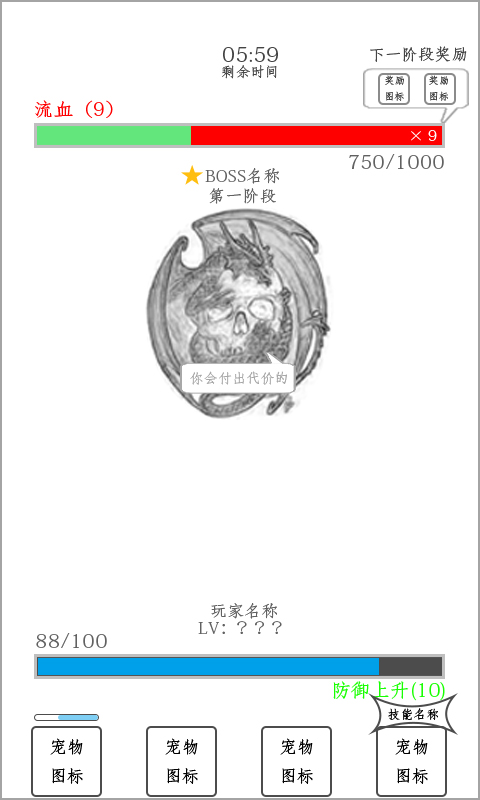 05:59
剩余时间
下一阶段奖励
奖励
图标
奖励
图标
流血（9）
× 9
750/1000
BOSS名称
第一阶段
你会付出代价的
玩家名称
LV：？？？
88/100
防御上升(10)
技能名称
宠物
图标
宠物
图标
宠物
图标
宠物
图标